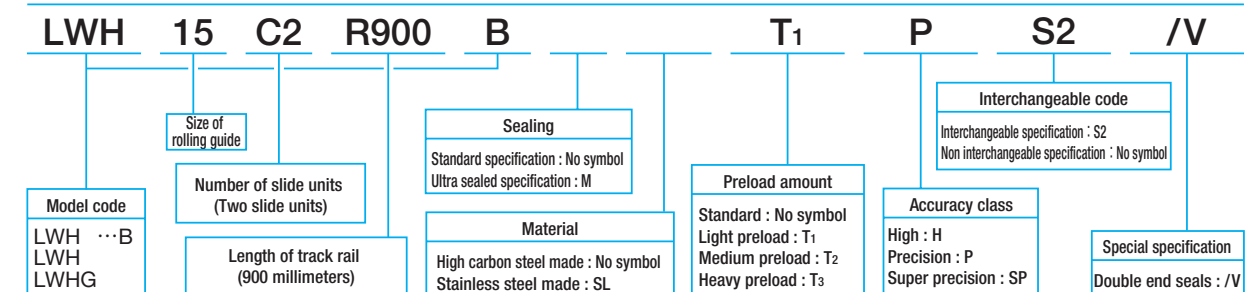 LWH 15 C2 R900 B T1 P S2 /V
Size of
rolling guide
Interchangeable code
Interchangeable specification : S2
Non interchangeable specification : No symbol
Sealing
Standard specification : No symbol
Ultra sealed specification : M
Number of slide units
(Two slide units)
Preload amount
Standard : No symbol
Light preload : T1
Medium preload : T2
Heavy preload : T3
Accuracy class
High : H
Precision : P
Super precision : SP
Model code
LWH …B
LWH
LWHG
Material
High carbon steel made : No symbol
Stainless steel made : SL
Length of track rail
(900 millimeters)
Special specification
Double end seals : /V